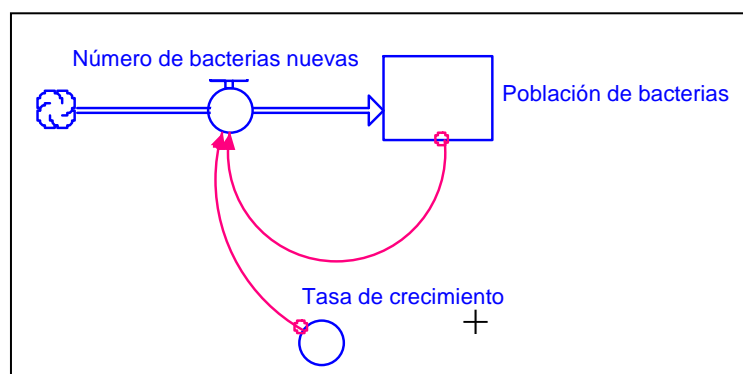 Número de bacterias nuevas
Población de bacterias
Tasa de crecimiento